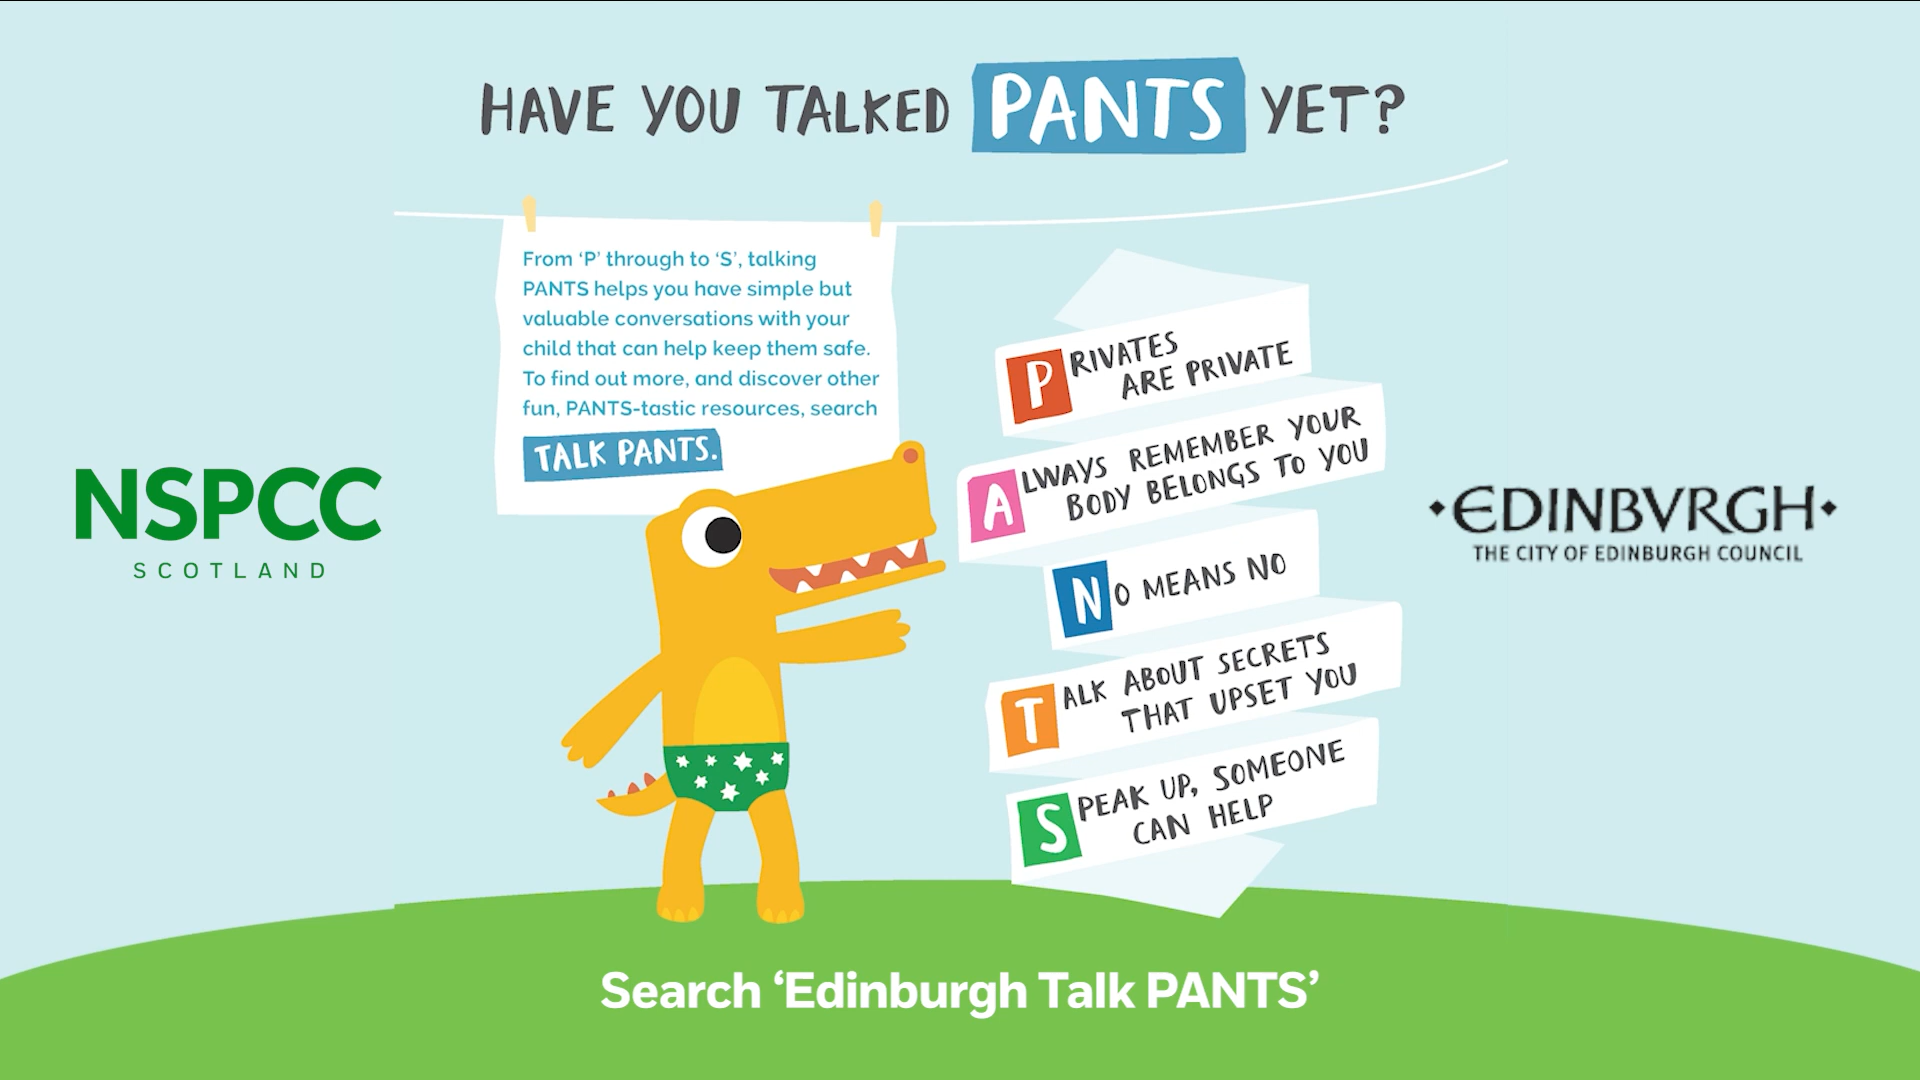 HAVE YOU TALKED PANTS YET?
From ‘P’ through to ‘S’, talking
PANTS helps you have simple but
valuable conversations with your
child that can help keep them safe.
To find out more, and discover other
fun, PANTS-tastic resources, search
TALK PANTS.
PRIVATES
ARE PRIVATE
ALWAYS REMEMBER YOUR
BODY BELONGS TO YOU
NO MEANS NO
TALK ABOUT SECRETS
THAT UPSET YOU
SPEAK UP, SOMEONE
CAN HELP
NSPCC
SCOTLAND
•EDINBVRGH•
THE CITY OF EDINBURGH COUNCIL
Search ‘Edinburgh Talk PANTS’